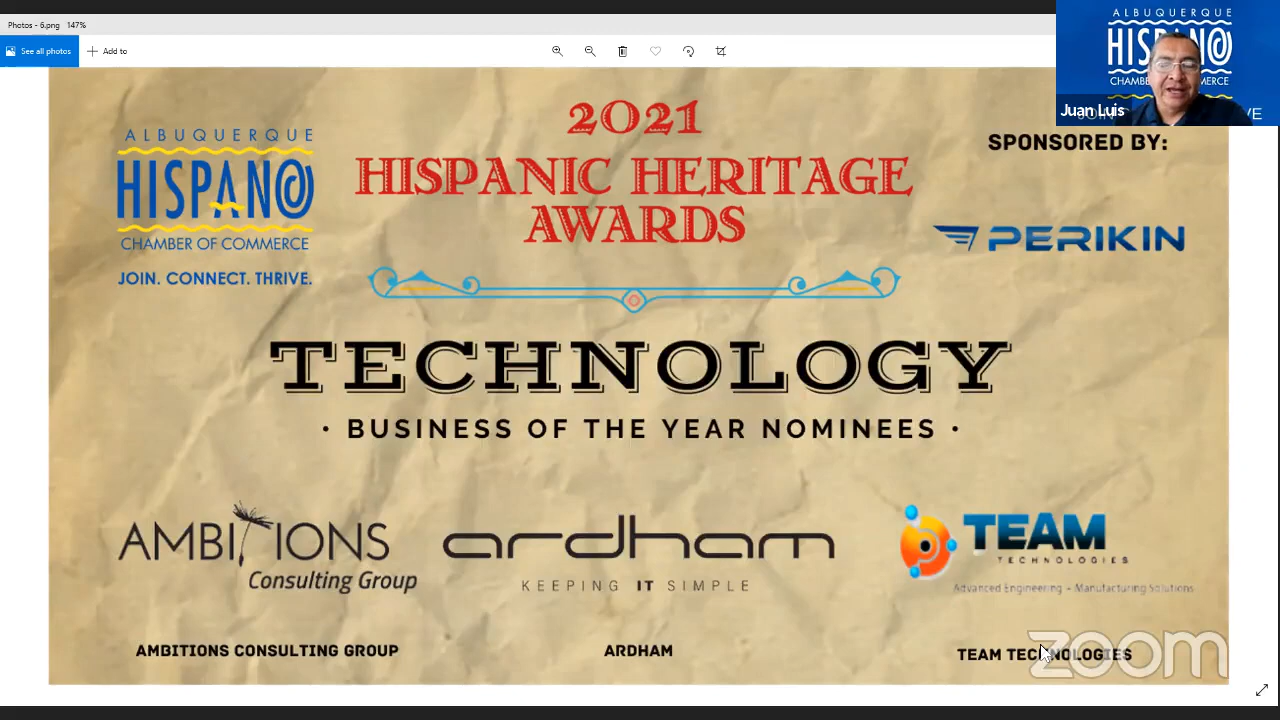 Photos - 6.png 147%
See all photos
Add to
ALBUQUERQUE
HISPANO
CHAMBER OF COMMERCE
JOIN. CONNECT. THRIVE.
2021
HISPANIC HERITAGE
AWARDS
ALBUQUERQUE
HISPANO
Juan Luis
SPONSORED BY:
PERIKIN
TECHNOLOGY
· BUSINESS OF THE YEAR NOMINEES ·
AMBITIONS
Consulting Group
ardham
KEEPING IT SIMPLE
TEAM
TECHNOLOGIES
Advanced Engineering - Manufacturing Solutions
AMBITIONS CONSULTING GROUP
ARDHAM
TEAM TECHNOLOGIES
zoom